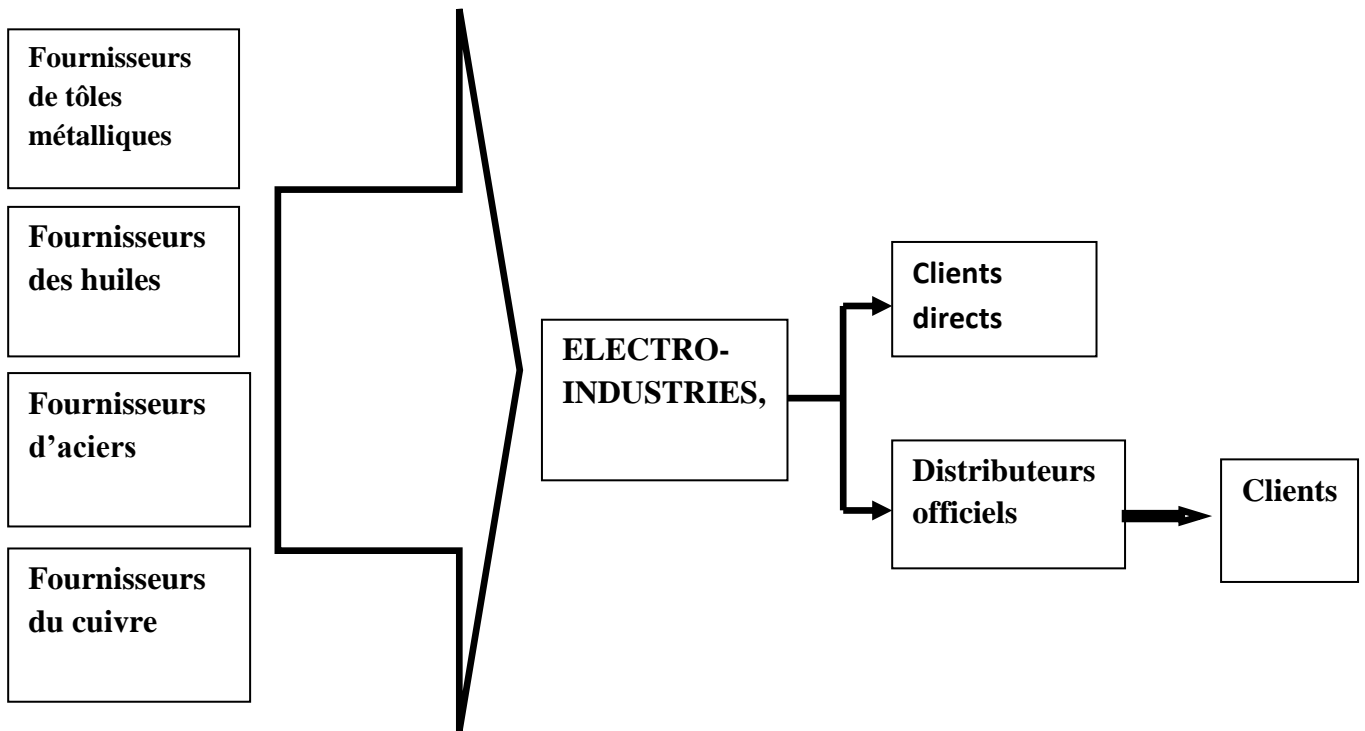 Fournisseurs
de tôles
métalliques
Fournisseurs
des huiles
Fournisseurs
d’aciers
Fournisseurs
du cuivre
ELECTRO-
INDUSTRIES,
Clients
directs
Distributeurs
officiels
Clients